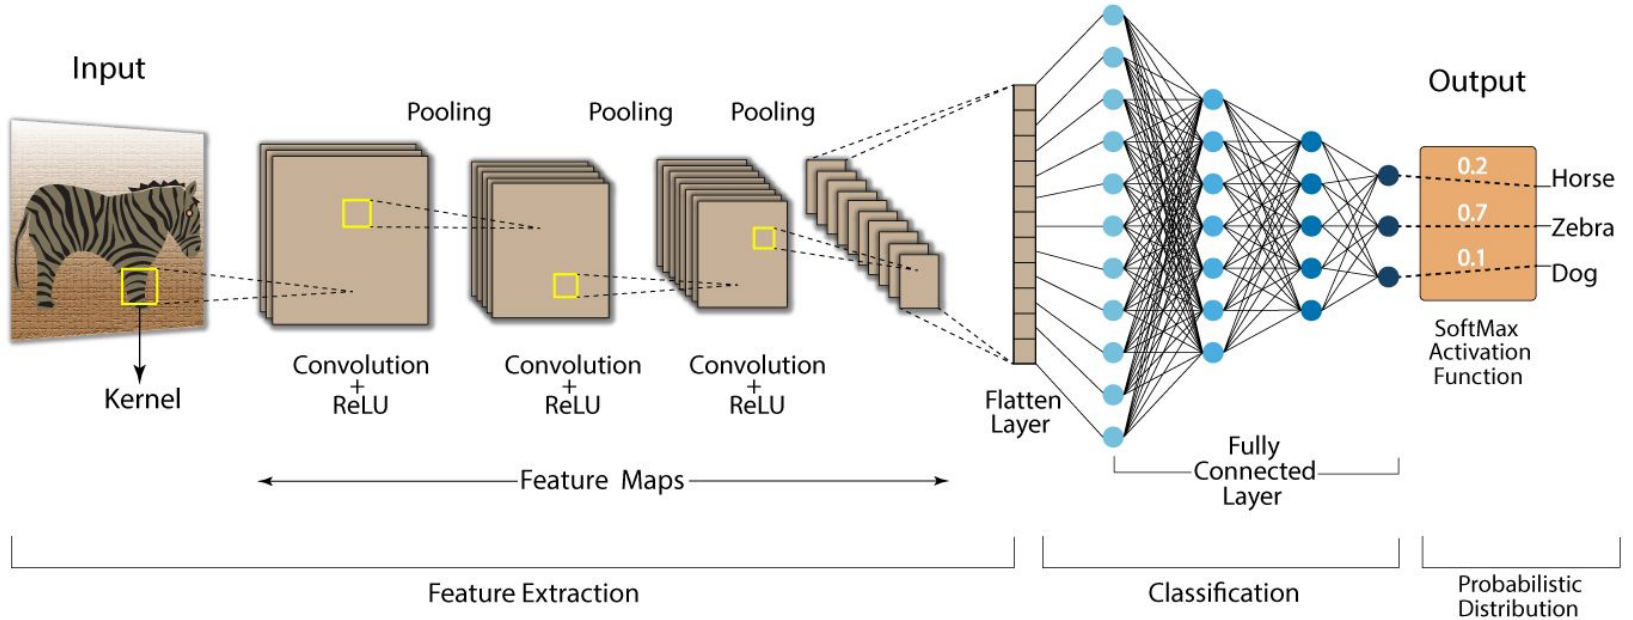 Input
Pooling
Pooling
Pooling
Output
0.2
Horse
0.7
Zebra
0.1
Dog
Kernel
Convolution
+
ReLU
Convolution
+
ReLU
Convolution
+
ReLU
Flatten
Layer
SoftMax
Activation
Function
Feature Maps
Fully
Connected
Layer
Feature Extraction
Classification
Probabilistic
Distribution